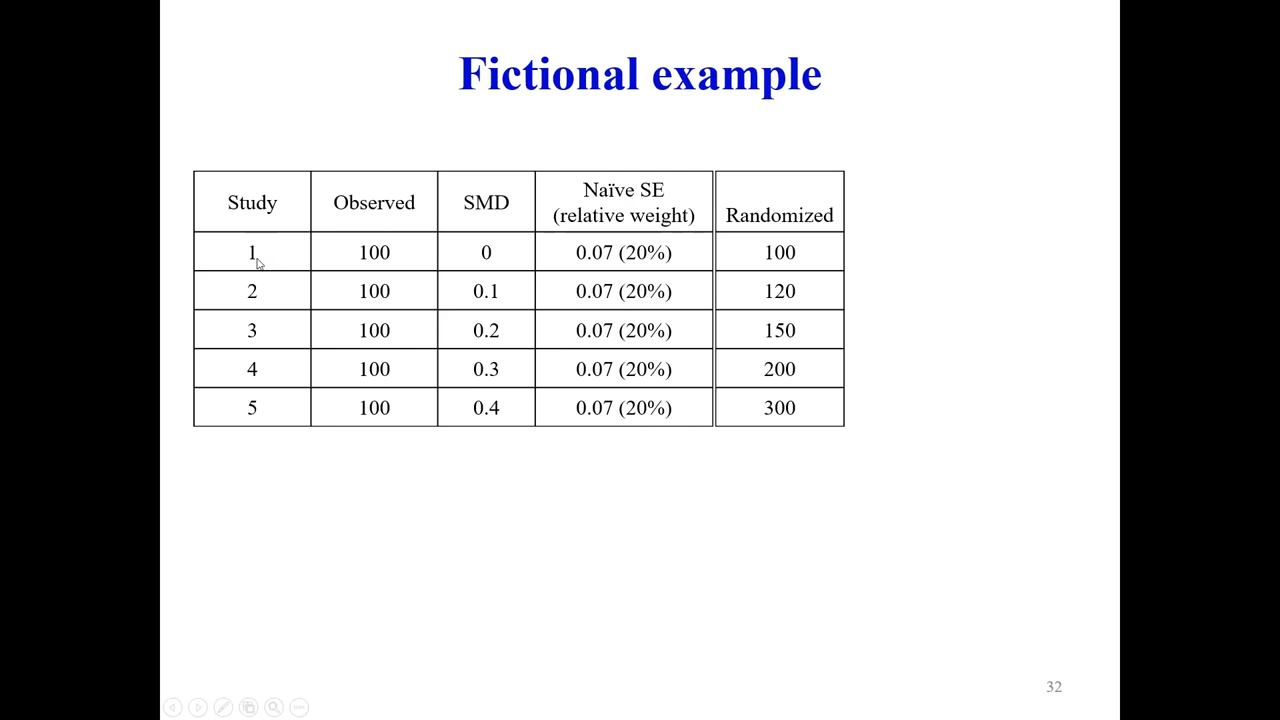 Fictional example
Study Observed SMD Naïve SE (relative weight) Randomized
1 100 0 0.07 (20%) 100
2 100 0.1 0.07 (20%) 120
3 100 0.2 0.07 (20%) 150
4 100 0.3 0.07 (20%) 200
5 100 0.4 0.07 (20%) 300
32